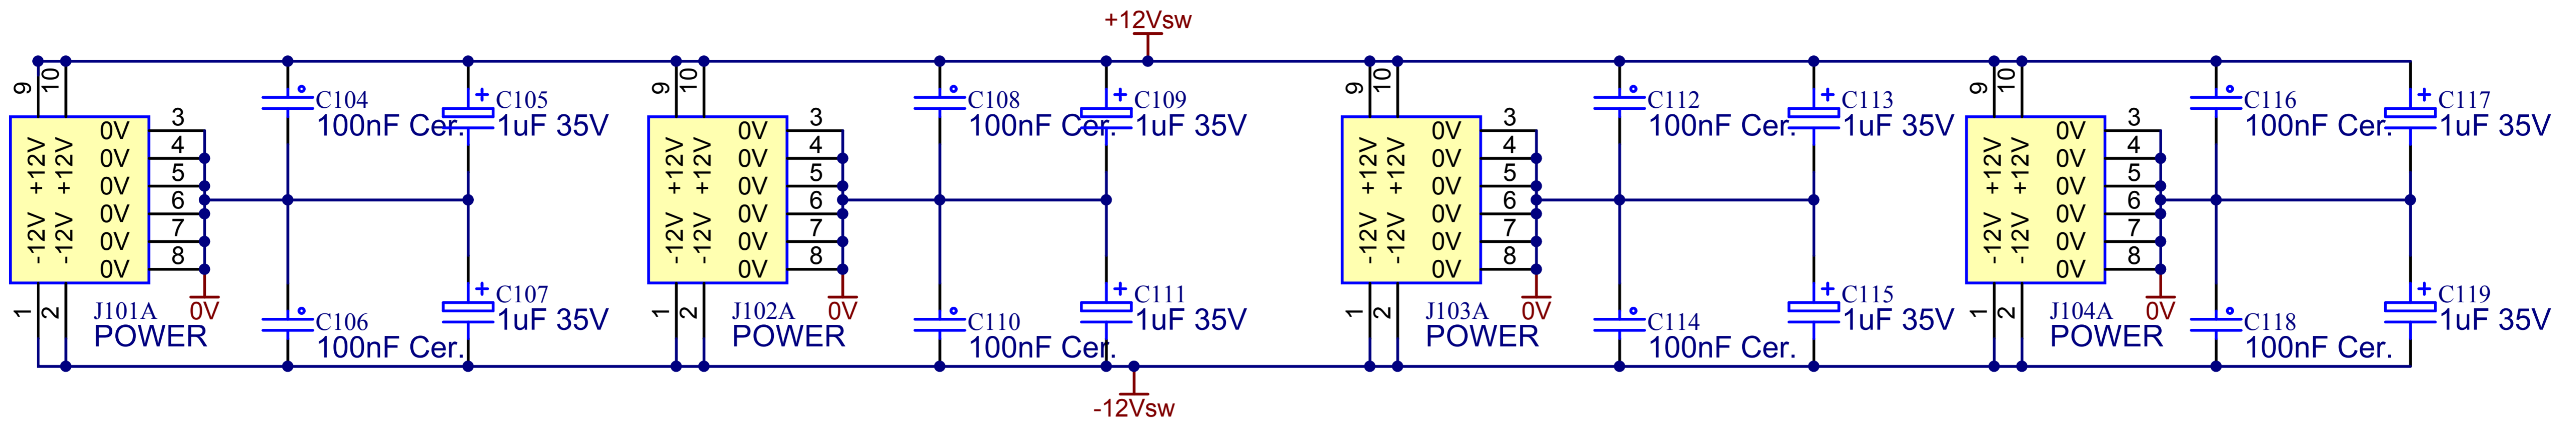 +12Vsw
9 10
+12V +12V
-12V -12V
0V 3
0V 4
0V 5
0V 6
0V 7
0V 8
1 2
J101A
POWER
0V
C104
100nF Cer.
C105
1uF 35V
C106
100nF Cer.
C107
1uF 35V
9 10
+12V +12V
-12V -12V
0V 3
0V 4
0V 5
0V 6
0V 7
0V 8
1 2
J102A
POWER
0V
C108
100nF Cer.
C109
1uF 35V
C110
100nF Cer.
C111
1uF 35V
9 10
+12V +12V
-12V -12V
0V 3
0V 4
0V 5
0V 6
0V 7
0V 8
1 2
J103A
POWER
0V
C112
100nF Cer.
C113
1uF 35V
C114
100nF Cer.
C115
1uF 35V
9 10
+12V +12V
-12V -12V
0V 3
0V 4
0V 5
0V 6
0V 7
0V 8
1 2
J104A
POWER
0V
C116
100nF Cer.
C117
1uF 35V
C118
100nF Cer.
C119
1uF 35V
-12Vsw